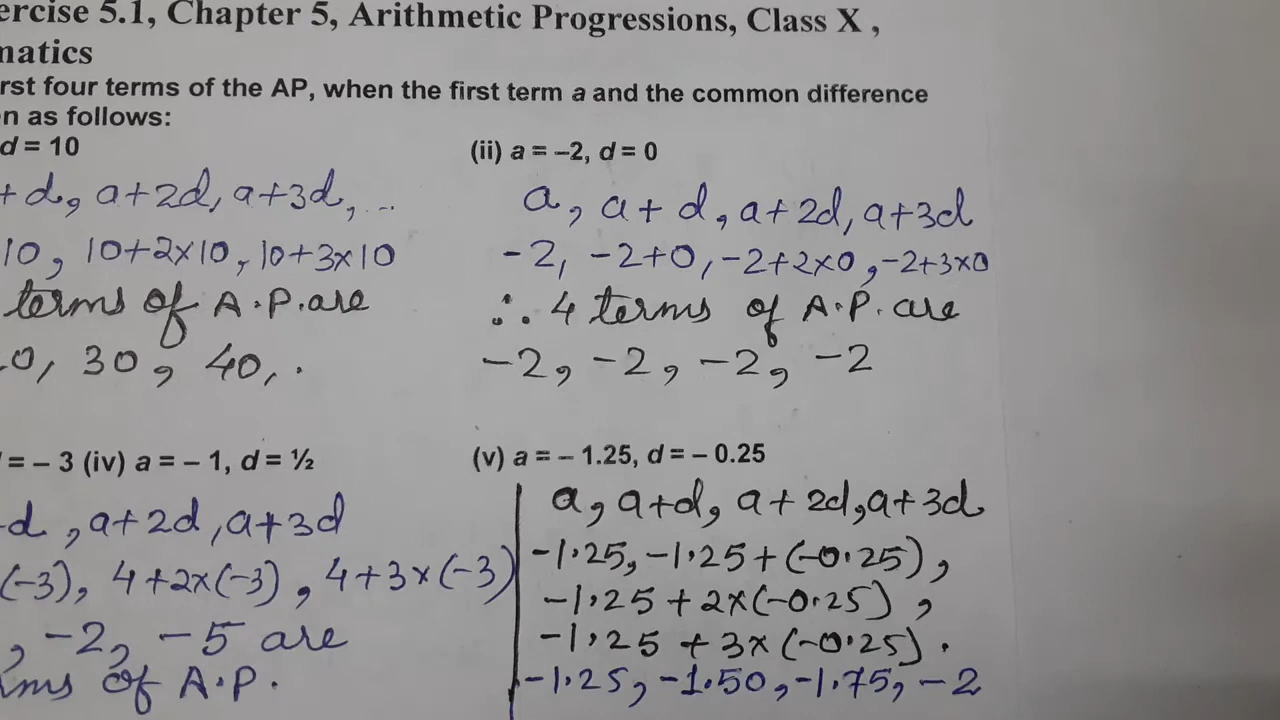 ercise 5.1, Chapter 5, Arithmetic Progressions, Class X ,
matics
rst four terms of the AP, when the first term a and the common difference
n as follows:
d = 10
+ d, a+2d, a+3d, ...
10, 10+2×10, 10+3×10
terms of A.P. are
0, 30, 40, .
(ii) a = –2, d = 0
a, a+d, a+2d, a+3d
-2, -2+0, -2+2×0, -2+3×0
∴ 4 terms of A.P. are
-2, -2, -2, -2
= – 3 (iv) a = – 1, d = ½
d, a+2d, a+3d
(-3), 4+2×(-3), 4+3×(-3)
, -2, -5 are
ms of A.P.
(v) a = – 1.25, d = – 0.25
a, a+d, a+2d, a+3d
-1.25, -1.25+(-0.25),
-1.25+2×(-0.25),
-1.25+3×(-0.25).
-1.25, -1.50, -1.75, -2